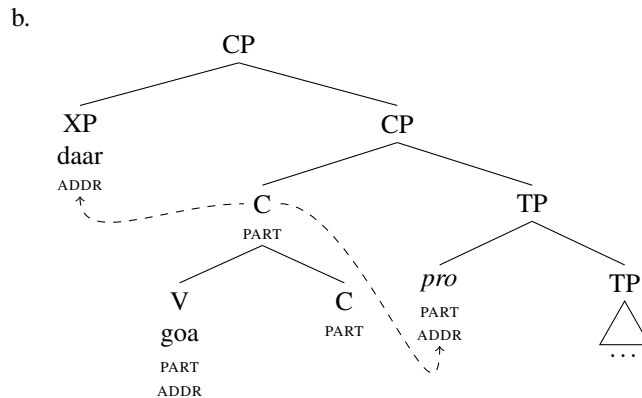 b.
CP
XP CP
daar
ADDR
C TP
PART
V C pro TP
goa PART PART
PART ADDR . . .
ADDR